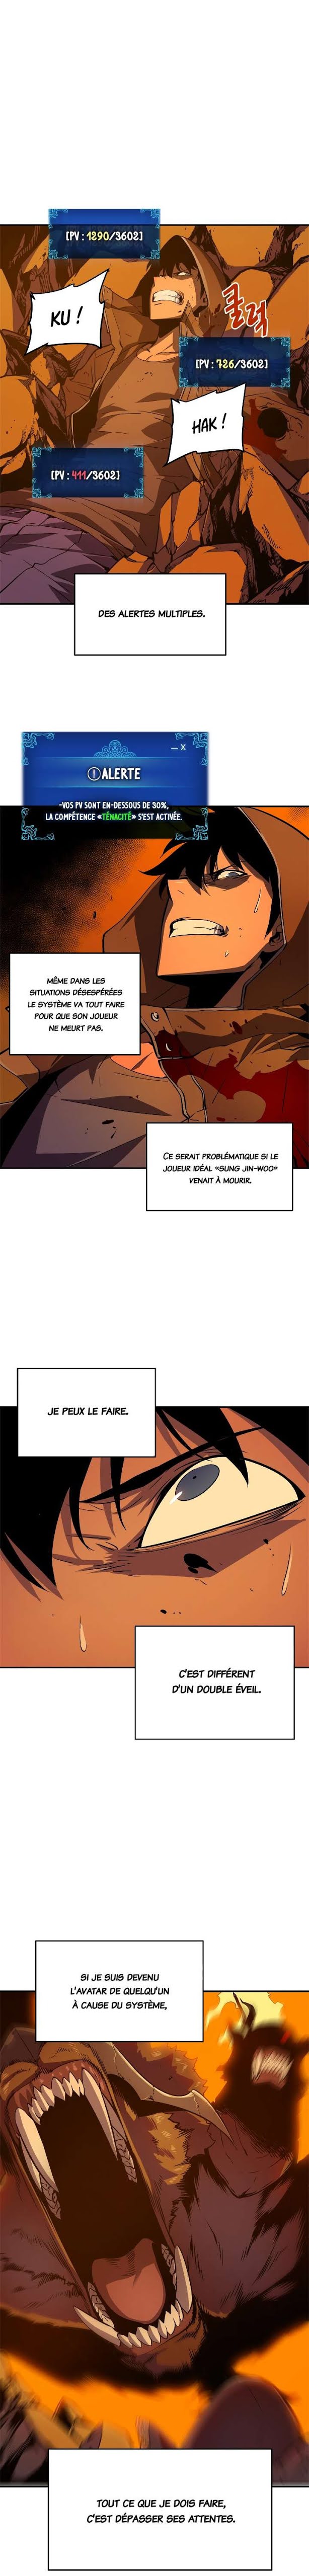 [PV : 1290/3602]
KU !
콜럭
[PV : 726/3602]
HAK !
[PV : 411/3602]
DES ALERTES MULTIPLES.
— X
! ALERTE
-VOS PV SONT EN-DESSOUS DE 30%,
LA COMPÉTENCE «TÉNACITÉ» S'EST ACTIVÉE.
MÊME DANS LES
SITUATIONS DÉSESPÉRÉES
LE SYSTÈME VA TOUT FAIRE
POUR QUE SON JOUEUR
NE MEURT PAS.
CE SERAIT PROBLÉMATIQUE SI LE
JOUEUR IDÉAL «SUNG JIN-WOO»
VENAIT À MOURIR.
JE PEUX LE FAIRE.
C'EST DIFFÉRENT
D'UN DOUBLE ÉVEIL.
SI JE SUIS DEVENU
L'AVATAR DE QUELQU'UN
À CAUSE DU SYSTÈME,
TOUT CE QUE JE DOIS FAIRE,
C'EST DÉPASSER SES ATTENTES.